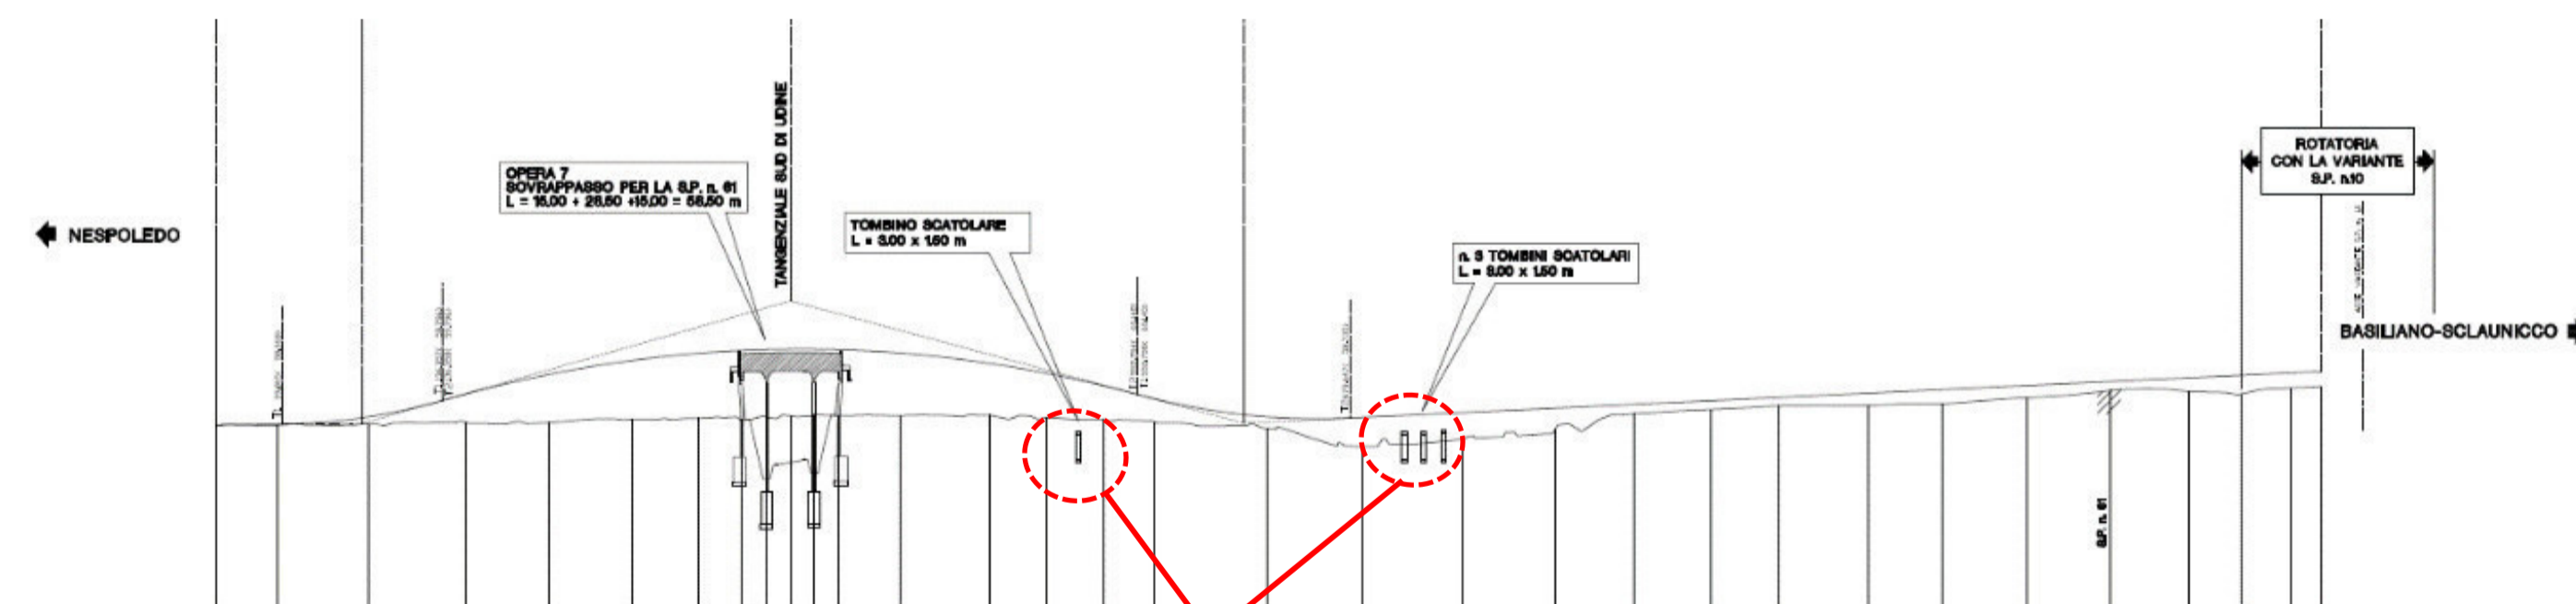 TANGENZIALE SUD DI UDINE
ROTATORIA
CON LA VARIANTE
S.P. n.10
OPERA 7
SOVRAPPASSO PER LA S.P. n. 61
L = 15,00 + 28,50 +15,00 = 58,50 m
TOMBINO SCATOLARE
L = 3.00 x 1.50 m
NESPOLEDO
n. 3 TOMBINI SCATOLARI
L = 3.00 x 1.50 m
BASILIANO-SCLAUNICCO
S.P. n. 61